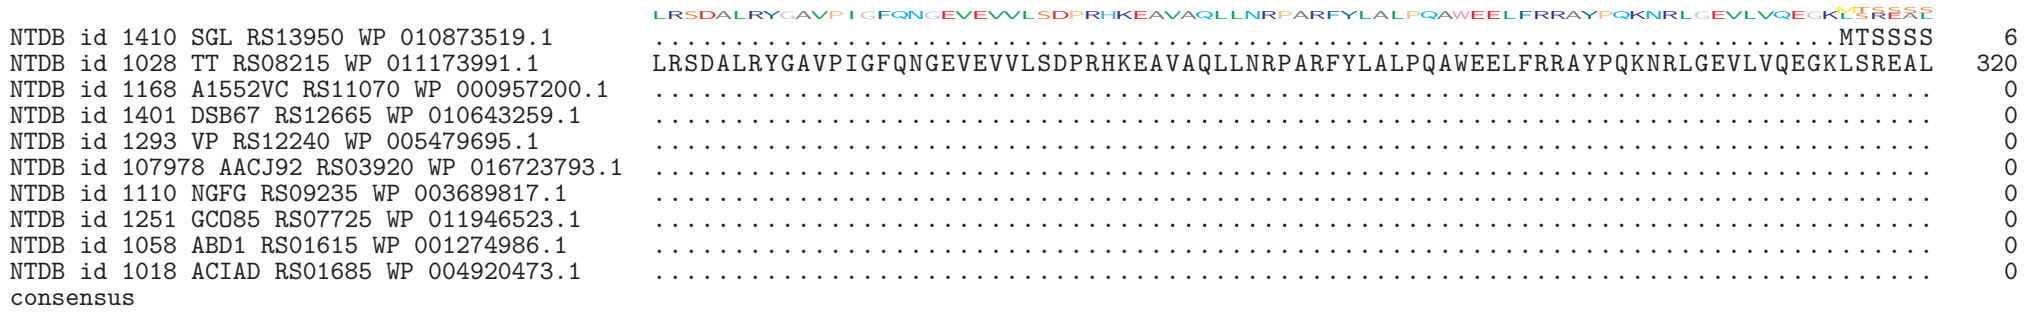 LRSDALRYGAVPIGFQNGEVEVVLSDPRHKEAVAQLLNRPARFYLALPQAWEELFRRAYPQKNRLGEVLVQEGKLSREAL
NTDB id 1410 SGL RS13950 WP 010873519.1 ..........................................................................MTSSSS 6
NTDB id 1028 TT RS08215 WP 011173991.1 LRSDALRYGAVPIGFQNGEVEVVLSDPRHKEAVAQLLNRPARFYLALPQAWEELFRRAYPQKNRLGEVLVQEGKLSREAL 320
NTDB id 1168 A1552VC RS11070 WP 000957200.1 ................................................................................ 0
NTDB id 1401 DSB67 RS12665 WP 010643259.1 ................................................................................ 0
NTDB id 1293 VP RS12240 WP 005479695.1 ................................................................................ 0
NTDB id 107978 AACJ92 RS03920 WP 016723793.1 ................................................................................ 0
NTDB id 1110 NGFG RS09235 WP 003689817.1 ................................................................................ 0
NTDB id 1251 GCO85 RS07725 WP 011946523.1 ................................................................................ 0
NTDB id 1058 ABD1 RS01615 WP 001274986.1 ................................................................................ 0
NTDB id 1018 ACIAD RS01685 WP 004920473.1 ................................................................................ 0
consensus